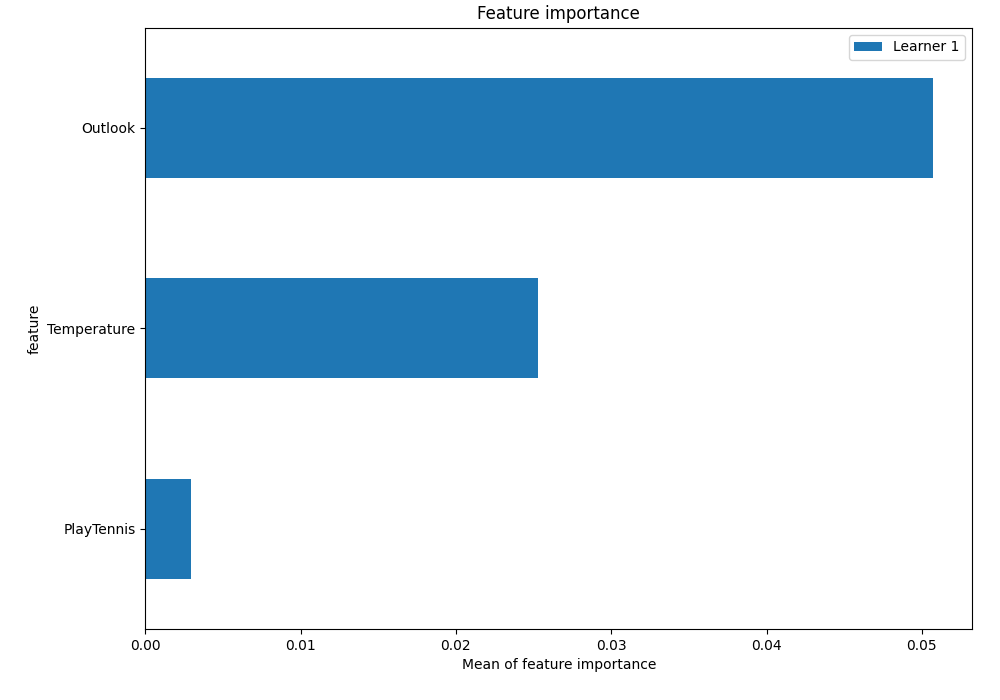 Feature importance
Learner 1
Outlook
Temperature
PlayTennis
feature
0.00 0.01 0.02 0.03 0.04 0.05
Mean of feature importance